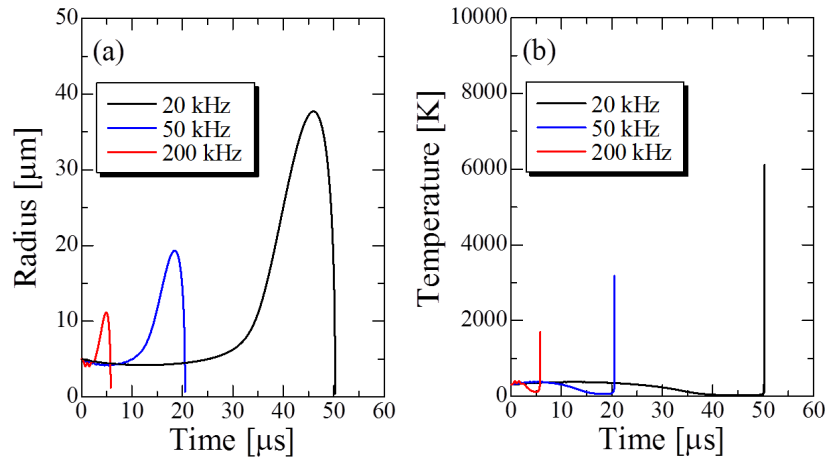 (a)
20 kHz
50 kHz
200 kHz
Radius [μm]
50
40
30
20
10
0
0 10 20 30 40 50 60
Time [μs]
(b)
20 kHz
50 kHz
200 kHz
Temperature [K]
10000
8000
6000
4000
2000
0
0 10 20 30 40 50 60
Time [μs]